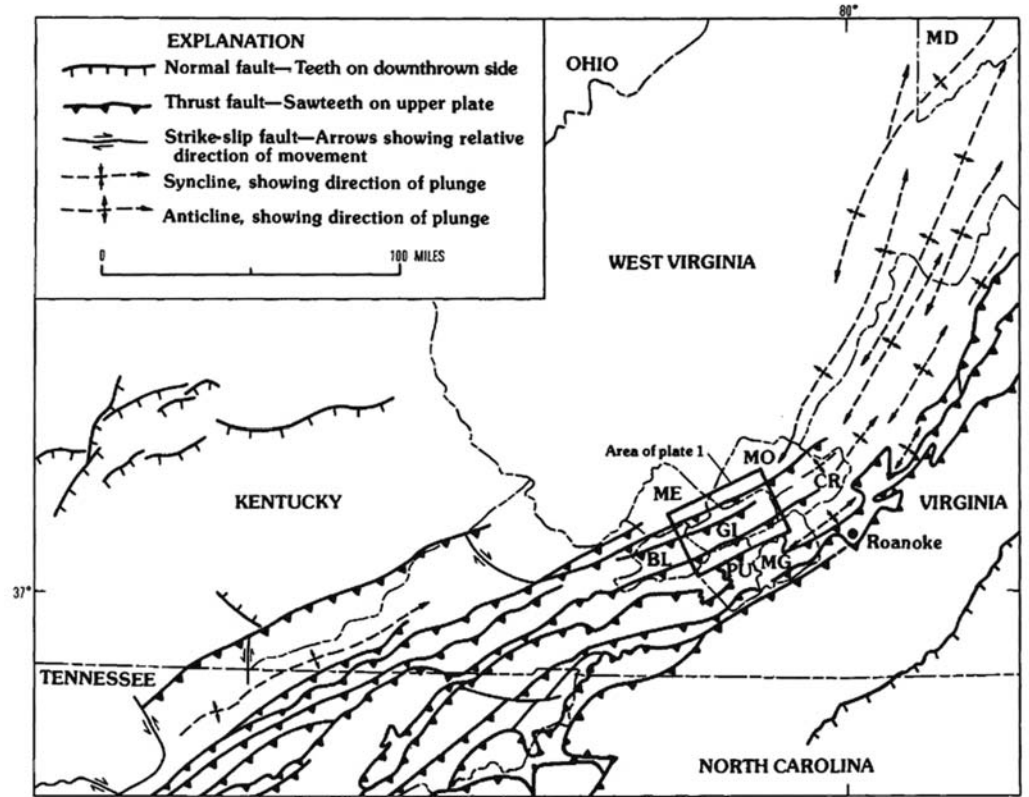 EXPLANATION
Normal fault—Teeth on downthrown side
Thrust fault—Sawteeth on upper plate
Strike-slip fault—Arrows showing relative
direction of movement
Syncline, showing direction of plunge
Anticline, showing direction of plunge
0 100 MILES
80°
MD
OHIO
WEST VIRGINIA
Area of plate 1
MO
ME
CR
KENTUCKY
VIRGINIA
GI
Roanoke
BL
PU
MG
37°
TENNESSEE
NORTH CAROLINA